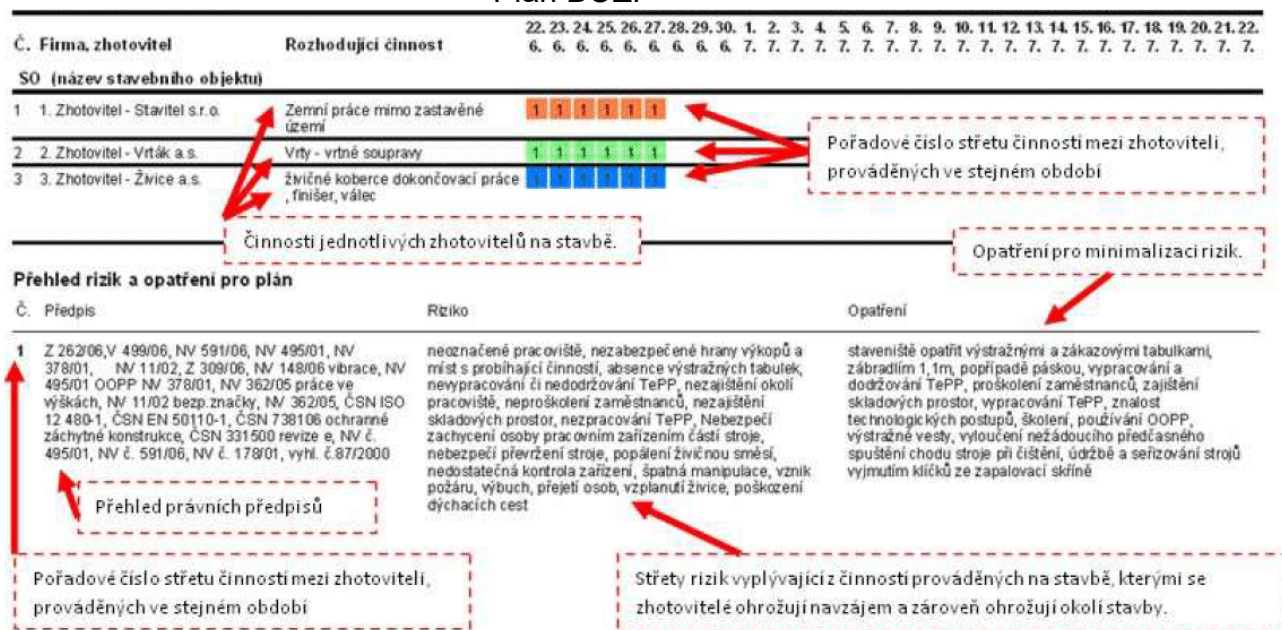 Plán BOZP
22. 23. 24. 25. 26. 27. 28. 29. 30. 1. 2. 3. 4. 5. 6. 7. 8. 9. 10. 11. 12. 13. 14. 15. 16. 17. 18. 19. 20. 21. 22.
Č. Firma, zhotovitel Rozhodující činnost 6. 6. 6. 6. 6. 6. 6. 6. 6. 7. 7. 7. 7. 7. 7. 7. 7. 7. 7. 7. 7. 7. 7. 7. 7. 7. 7. 7. 7. 7. 7.
SO (název stavebního objektu)
1 1. Zhotovitel - Stavitel s.r.o. Zemní práce mimo zastavěné 1 1 1 1 1 1
území
2 2. Zhotovitel - Vrták a.s. Vrty - vrtné soupravy 1 1 1 1 1 1
3 3. Zhotovitel - Živice a.s. živičné koberce dokončovací práce 1 1 1 1 1 1
, finišer, válec
Pořadové číslo střetu činností mezi zhotoviteli,
prováděných ve stejném období
Činnosti jednotlivých zhotovitelů na stavbě.
Opatření pro minimalizaci rizik.
Přehled rizik a opatření pro plán
Č. Předpis Riziko Opatření
1 Z 262/06,V 499/06, NV 591/06, NV 495/01, NV
378/01, NV 11/02, Z 309/06, NV 148/06 vibrace, NV
495/01 OOPP NV 378/01, NV 362/05 práce ve
výškách, NV 11/02 bezp.značky, NV 362/05, ČSN ISO
12 480-1, ČSN EN 50110-1, ČSN 738106 ochranné
záchytné konstrukce, ČSN 331500 revize e, NV č.
495/01, NV č. 591/06, NV č. 178/01, vyhl. č.87/2000
neoznačené pracoviště, nezabezpečené hrany výkopů a
míst s probíhající činností, absence výstražných tabulek,
nevypracování či nedodržování TePP, nezajištění okolí
pracoviště, neproškolení zaměstnanců, nezajištění
skladových prostor, nezpracování TePP, Nebezpečí
zachycení osoby pracovním zařízením částí stroje,
nebezpečí převržení stroje, popálení živičnou směsí,
nedostatečná kontrola zařízení, špatná manipulace, vznik
požáru, výbuch, přejetí osob, vzplanutí živice, poškození
dýchacích cest
staveniště opatřit výstražnými a zákazovými tabulkami,
zábradlím 1,1m, popřípadě páskou, vypracování a
dodržování TePP, proškolení zaměstnanců, zajištění
skladových prostor, vypracování TePP, znalost
technologických postupů, školení, používání OOPP,
výstražné vesty, vyloučení nežádoucího předčasného
spuštění chodu stroje při čištění, údržbě a seřizování strojů
vyjmutím klíčků ze zapalovací skříně
Přehled právních předpisů
Pořadové číslo střetu činností mezi zhotoviteli,
prováděných ve stejném období
Střety rizik vyplývající z činností prováděných na stavbě, kterými se
zhotovitelé ohrožují navzájem a zároveň ohrožují okolí stavby.